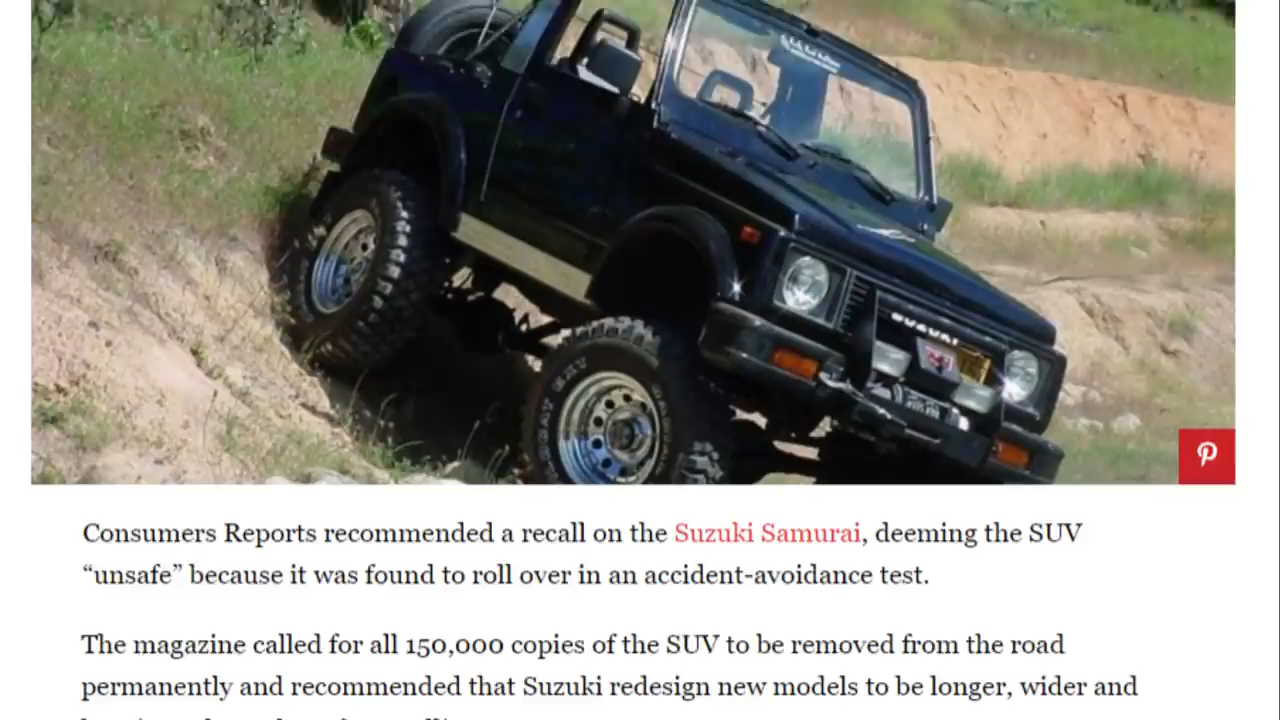 SUZUKI
Consumers Reports recommended a recall on the Suzuki Samurai, deeming the SUV
“unsafe” because it was found to roll over in an accident-avoidance test.
The magazine called for all 150,000 copies of the SUV to be removed from the road
permanently and recommended that Suzuki redesign new models to be longer, wider and